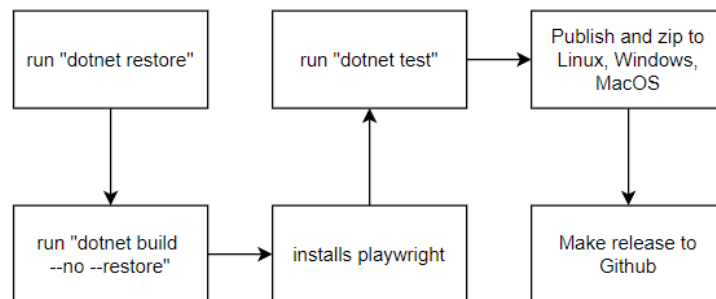 run "dotnet restore"
run "dotnet build
--no --restore"
installs playwright
run "dotnet test"
Publish and zip to
Linux, Windows,
MacOS
Make release to
Github